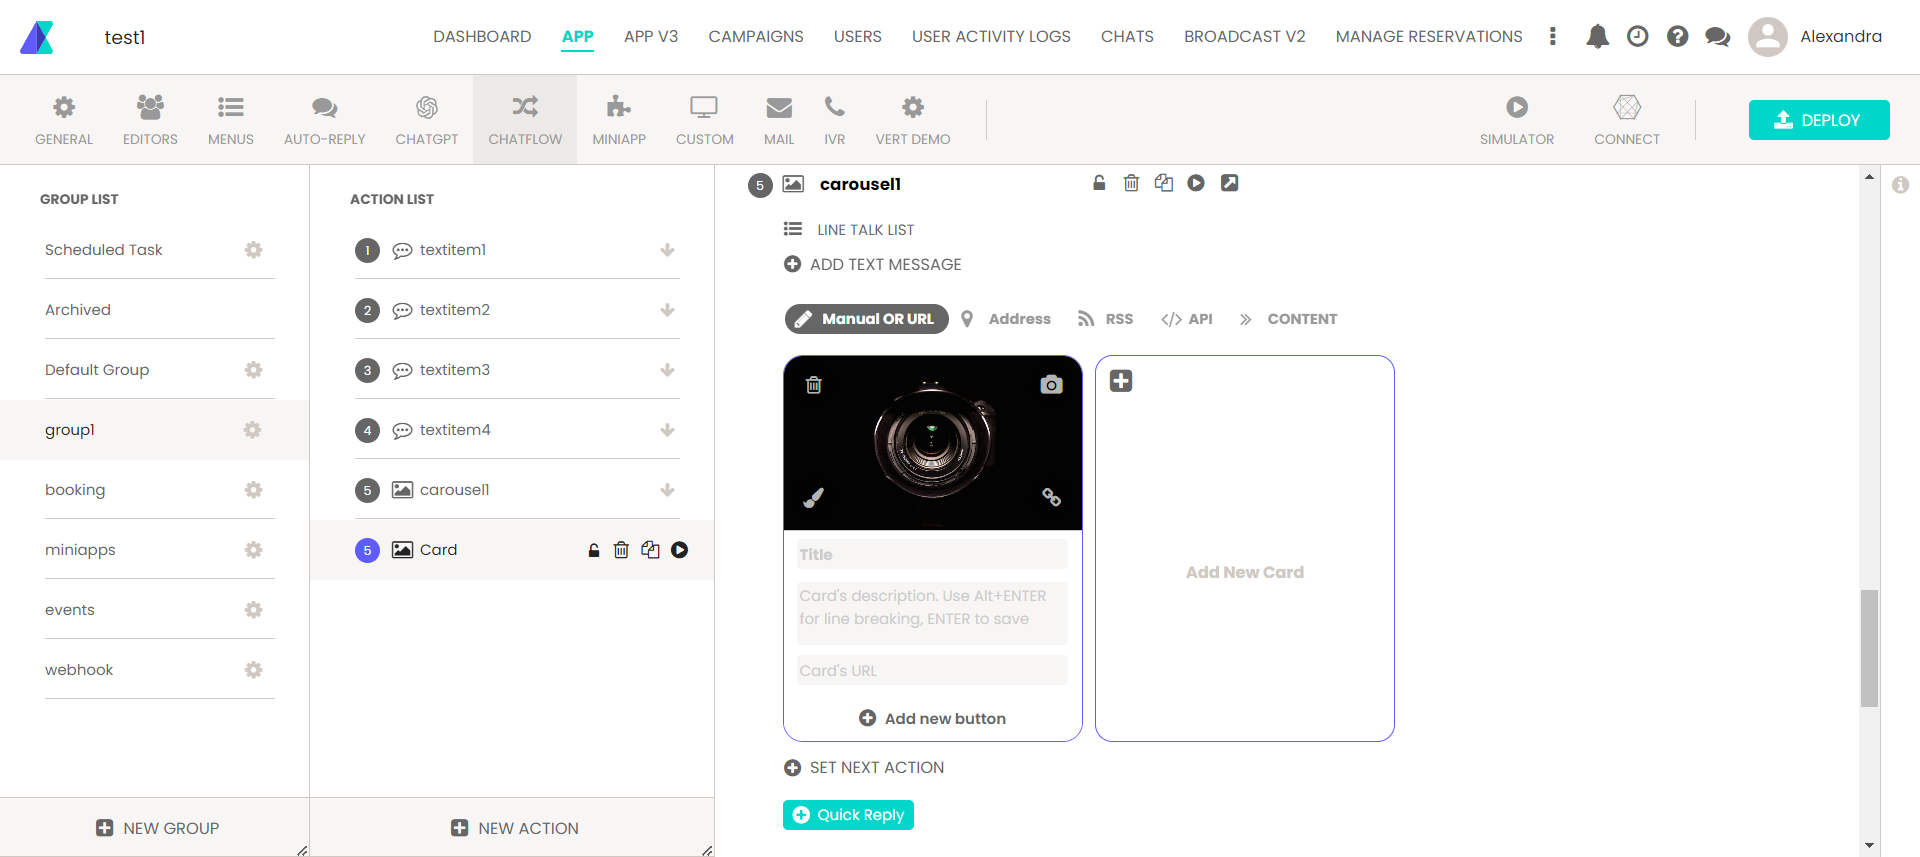 test1
DASHBOARD APP APP V3 CAMPAIGNS USERS USER ACTIVITY LOGS CHATS BROADCAST V2 MANAGE RESERVATIONS Alexandra
GENERAL EDITORS MENUS AUTO-REPLY CHATGPT CHATFLOW MINIAPP CUSTOM MAIL IVR VERT DEMO SIMULATOR CONNECT DEPLOY
GROUP LIST
Scheduled Task
Archived
Default Group
group1
booking
miniapps
events
webhook
NEW GROUP
ACTION LIST
1 textitem1
2 textitem2
3 textitem3
4 textitem4
5 carousel1
5 Card
NEW ACTION
5 carousel1
LINE TALK LIST
ADD TEXT MESSAGE
Manual OR URL Address RSS API CONTENT
Title
Card's description. Use Alt+ENTER
for line breaking, ENTER to save
Card's URL
Add new button
Add New Card
SET NEXT ACTION
Quick Reply